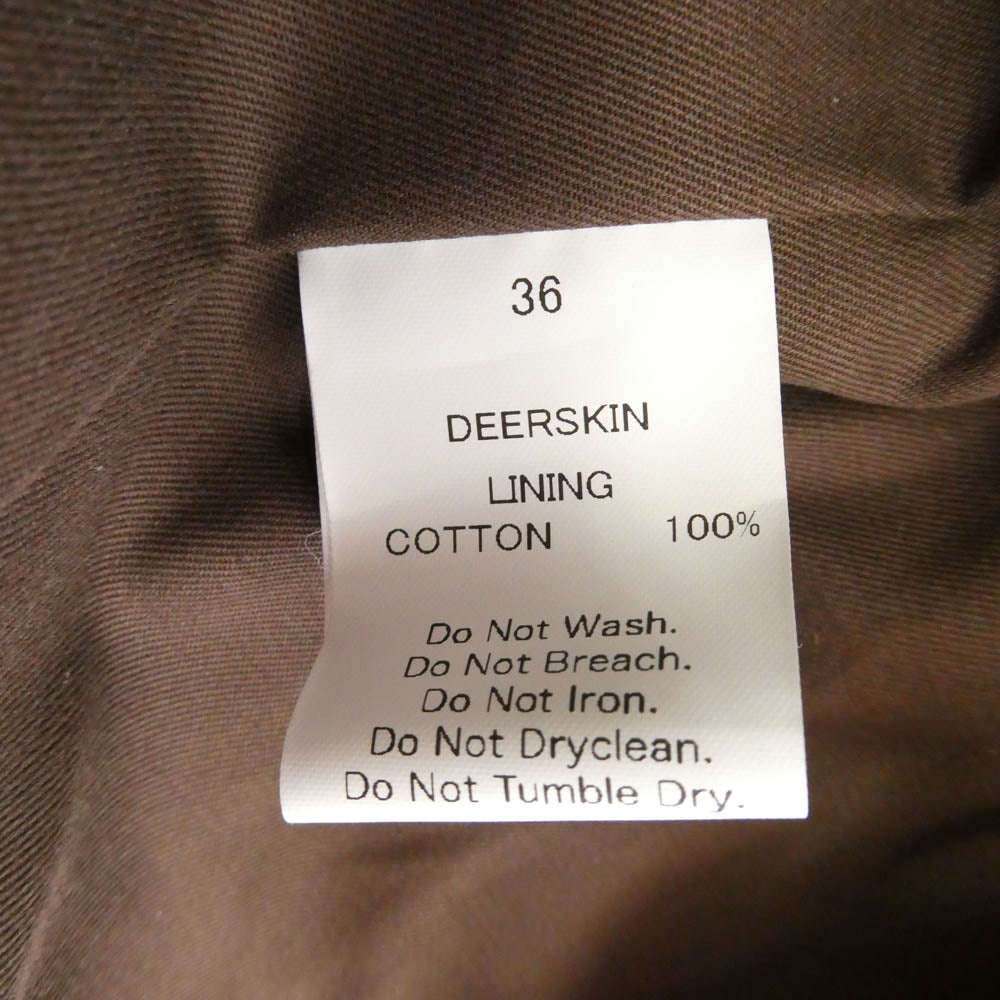 36
DEERSKIN
LINING
COTTON 100%
Do Not Wash.
Do Not Breach.
Do Not Iron.
Do Not Dryclean.
Do Not Tumble Dry.